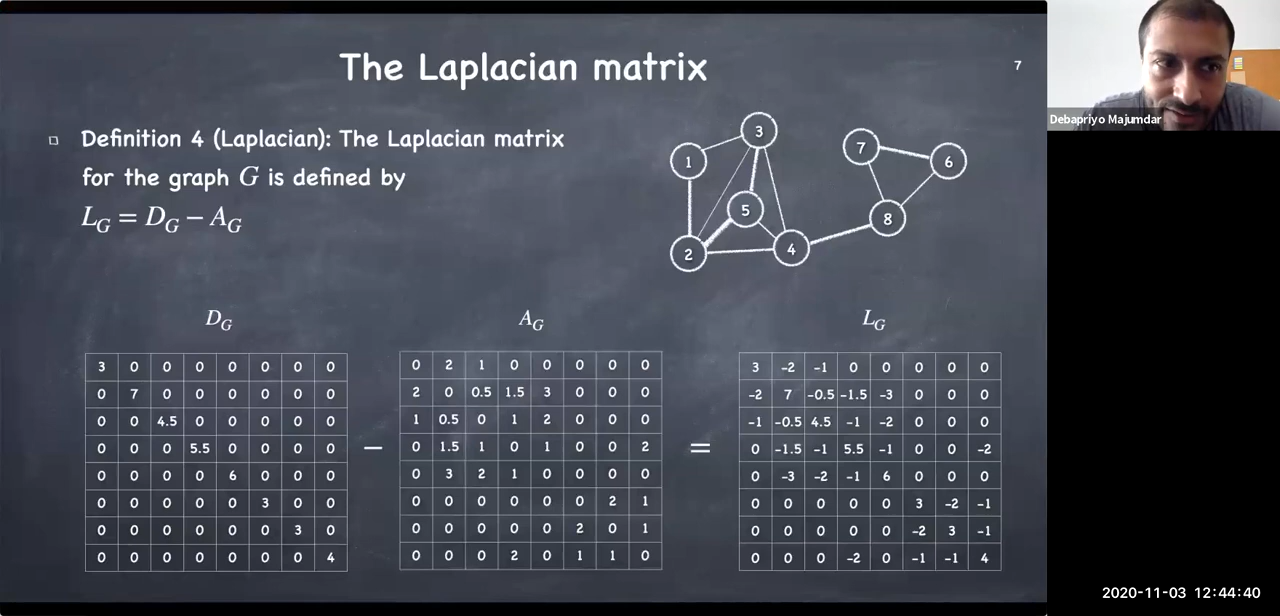 The Laplacian matrix
7
Definition 4 (Laplacian): The Laplacian matrix
for the graph G is defined by
L_G = D_G − A_G
3
1
5
2
4
7
6
8
D_G
3 0 0 0 0 0 0 0
0 7 0 0 0 0 0 0
0 0 4.5 0 0 0 0 0
0 0 0 5.5 0 0 0 0
0 0 0 0 6 0 0 0
0 0 0 0 0 3 0 0
0 0 0 0 0 0 3 0
0 0 0 0 0 0 0 4
−
A_G
0 2 1 0 0 0 0 0
2 0 0.5 1.5 3 0 0 0
1 0.5 0 1 2 0 0 0
0 1.5 1 0 1 0 0 2
0 3 2 1 0 0 0 0
0 0 0 0 0 0 2 1
0 0 0 0 0 2 0 1
0 0 0 2 0 1 1 0
=
L_G
3 -2 -1 0 0 0 0 0
-2 7 -0.5 -1.5 -3 0 0 0
-1 -0.5 4.5 -1 -2 0 0 0
0 -1.5 -1 5.5 -1 0 0 -2
0 -3 -2 -1 6 0 0 0
0 0 0 0 0 3 -2 -1
0 0 0 0 0 -2 3 -1
0 0 0 -2 0 -1 -1 4
Debapriyo Majumdar
2020-11-03 12:44:40